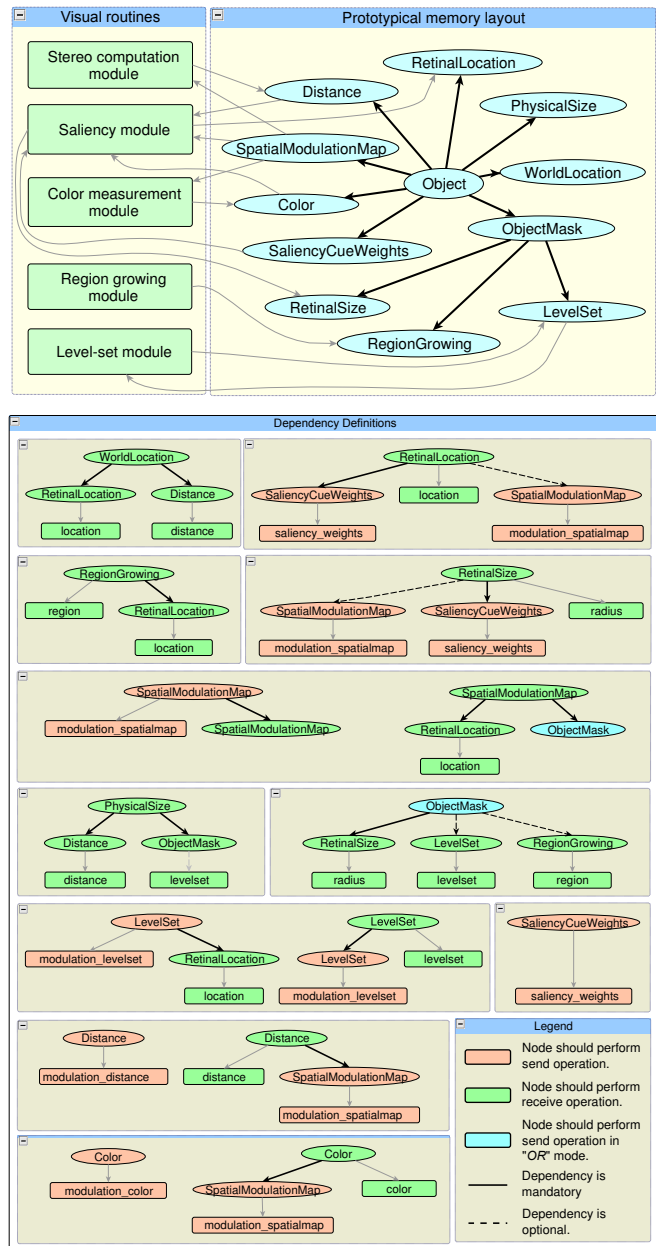 Visual routines
Prototypical memory layout
Stereo computation
module
Saliency module
Color measurement
module
Region growing
module
Level-set module
RetinalLocation
Distance
PhysicalSize
SpatialModulationMap
WorldLocation
Object
Color
ObjectMask
SaliencyCueWeights
RetinalSize
LevelSet
RegionGrowing
Dependency Definitions
WorldLocation
RetinalLocation
Distance
location
distance
RetinalLocation
SaliencyCueWeights
location
SpatialModulationMap
saliency_weights
modulation_spatialmap
RegionGrowing
region
RetinalLocation
location
RetinalSize
SpatialModulationMap
SaliencyCueWeights
radius
modulation_spatialmap
saliency_weights
SpatialModulationMap
modulation_spatialmap
SpatialModulationMap
SpatialModulationMap
RetinalLocation
ObjectMask
location
PhysicalSize
Distance
ObjectMask
distance
levelset
ObjectMask
RetinalSize
LevelSet
RegionGrowing
radius
levelset
region
LevelSet
modulation_levelset
RetinalLocation
location
LevelSet
LevelSet
levelset
modulation_levelset
SaliencyCueWeights
saliency_weights
Distance
modulation_distance
Distance
distance
SpatialModulationMap
modulation_spatialmap
Color
modulation_color
Color
SpatialModulationMap
color
modulation_spatialmap
Legend
Node should perform
send operation.
Node should perform
receive operation.
Node should perform
send operation in
"OR" mode.
Dependency is
mandatory
Dependency is
optional.